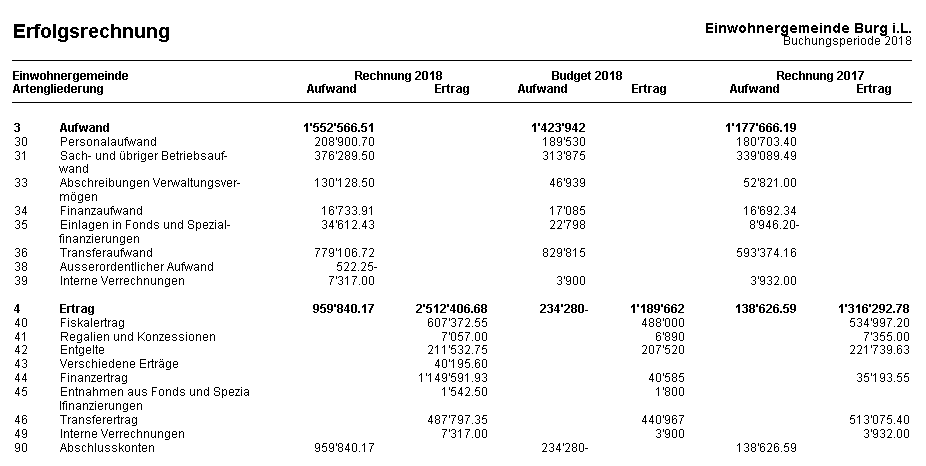 Erfolgsrechnung Einwohnergemeinde Burg i.L.
Buchungsperiode 2018
Einwohnergemeinde Rechnung 2018 Budget 2018 Rechnung 2017
Artengliederung Aufwand Ertrag Aufwand Ertrag Aufwand Ertrag
3 Aufwand 1'552'566.51 1'423'942 1'177'666.19
30 Personalaufwand 208'900.70 189'530 180'703.40
31 Sach- und übriger Betriebsauf- 376'289.50 313'875 339'089.49
wand
33 Abschreibungen Verwaltungsver- 130'128.50 46'939 52'821.00
mögen
34 Finanzaufwand 16'733.91 17'085 16'692.34
35 Einlagen in Fonds und Spezial- 34'612.43 22'798 8'946.20-
finanzierungen
36 Transferaufwand 779'106.72 829'815 593'374.16
38 Ausserordentlicher Aufwand 522.25-
39 Interne Verrechnungen 7'317.00 3'900 3'932.00
4 Ertrag 959'840.17 2'512'406.68 234'280- 1'189'662 138'626.59 1'316'292.78
40 Fiskalertrag 607'372.55 488'000 534'997.20
41 Regalien und Konzessionen 7'057.00 6'890 7'355.00
42 Entgelte 211'532.75 207'520 221'739.63
43 Verschiedene Erträge 40'195.60
44 Finanzertrag 1'149'591.93 40'585 35'193.55
45 Entnahmen aus Fonds und Spezia 1'542.50 1'800
lfinanzierungen
46 Transferertrag 487'797.35 440'967 513'075.40
49 Interne Verrechnungen 7'317.00 3'900 3'932.00
90 Abschlusskonten 959'840.17 234'280- 138'626.59